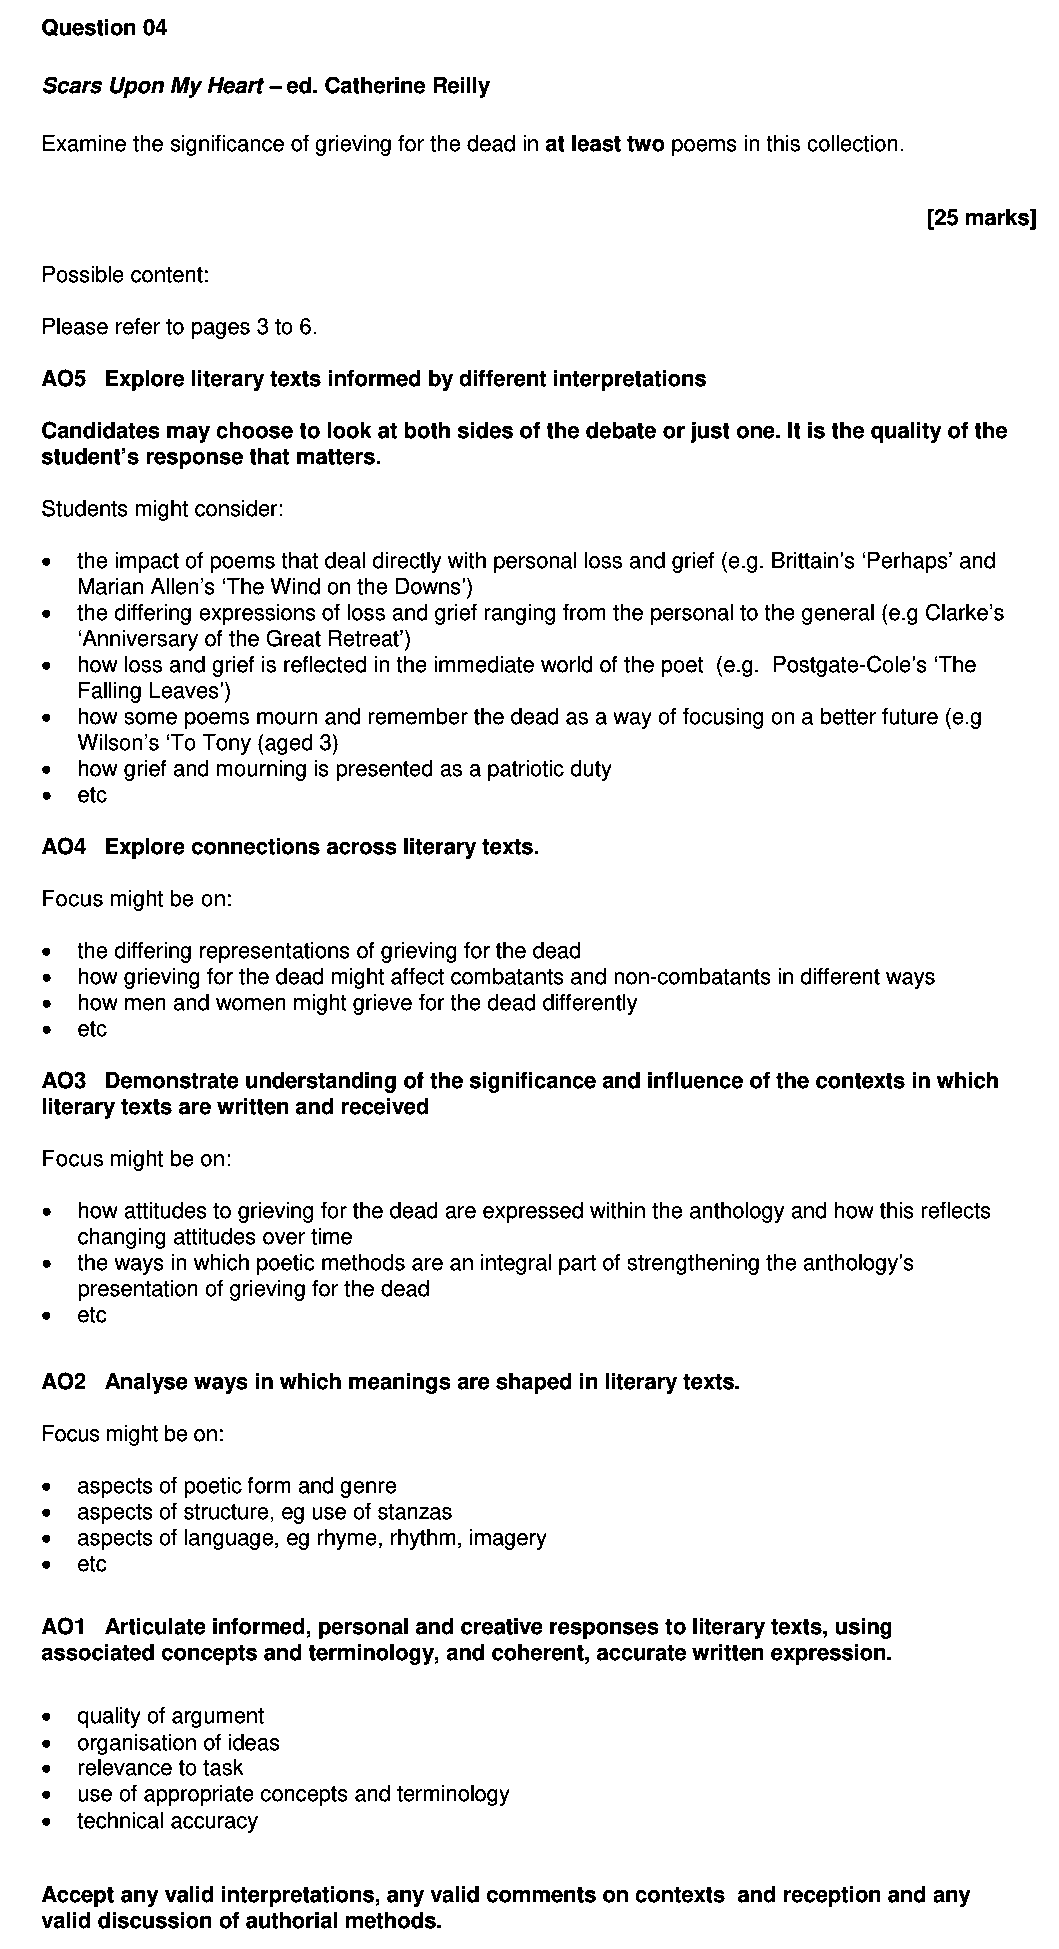 Question 04
Scars Upon My Heart – ed. Catherine Reilly
Examine the significance of grieving for the dead in at least two poems in this collection.
[25 marks]
Possible content:
Please refer to pages 3 to 6.
AO5 Explore literary texts informed by different interpretations
Candidates may choose to look at both sides of the debate or just one. It is the quality of the
student's response that matters.
Students might consider:
• the impact of poems that deal directly with personal loss and grief (e.g. Brittain's 'Perhaps' and
Marian Allen's 'The Wind on the Downs')
• the differing expressions of loss and grief ranging from the personal to the general (e.g Clarke's
'Anniversary of the Great Retreat')
• how loss and grief is reflected in the immediate world of the poet (e.g. Postgate-Cole's 'The
Falling Leaves')
• how some poems mourn and remember the dead as a way of focusing on a better future (e.g
Wilson's 'To Tony (aged 3)
• how grief and mourning is presented as a patriotic duty
• etc
AO4 Explore connections across literary texts.
Focus might be on:
• the differing representations of grieving for the dead
• how grieving for the dead might affect combatants and non-combatants in different ways
• how men and women might grieve for the dead differently
• etc
AO3 Demonstrate understanding of the significance and influence of the contexts in which
literary texts are written and received
Focus might be on:
• how attitudes to grieving for the dead are expressed within the anthology and how this reflects
changing attitudes over time
• the ways in which poetic methods are an integral part of strengthening the anthology's
presentation of grieving for the dead
• etc
AO2 Analyse ways in which meanings are shaped in literary texts.
Focus might be on:
• aspects of poetic form and genre
• aspects of structure, eg use of stanzas
• aspects of language, eg rhyme, rhythm, imagery
• etc
AO1 Articulate informed, personal and creative responses to literary texts, using
associated concepts and terminology, and coherent, accurate written expression.
• quality of argument
• organisation of ideas
• relevance to task
• use of appropriate concepts and terminology
• technical accuracy
Accept any valid interpretations, any valid comments on contexts and reception and any
valid discussion of authorial methods.